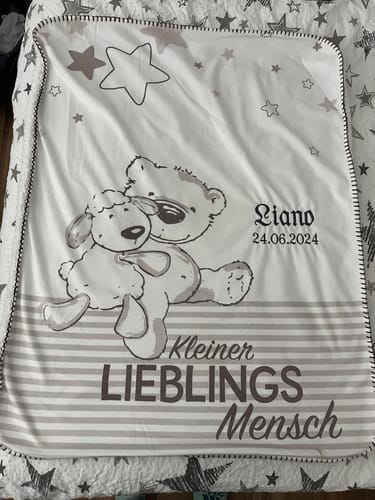 Liano
24.06.2024
Kleiner
LIEBLINGS
Mensch